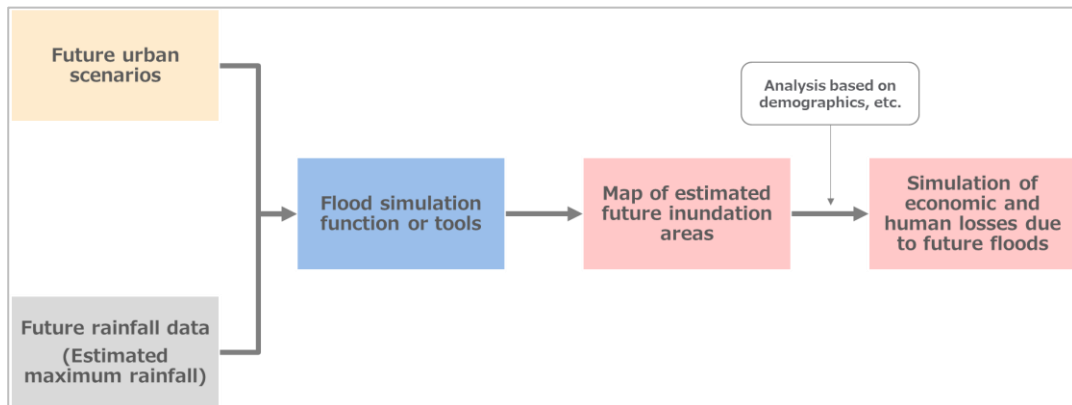 Future urban
scenarios
Analysis based on
demographics, etc.
Flood simulation
function or tools
Map of estimated
future inundation
areas
Simulation of
economic and
human losses due
to future floods
Future rainfall data
(Estimated
maximum rainfall)